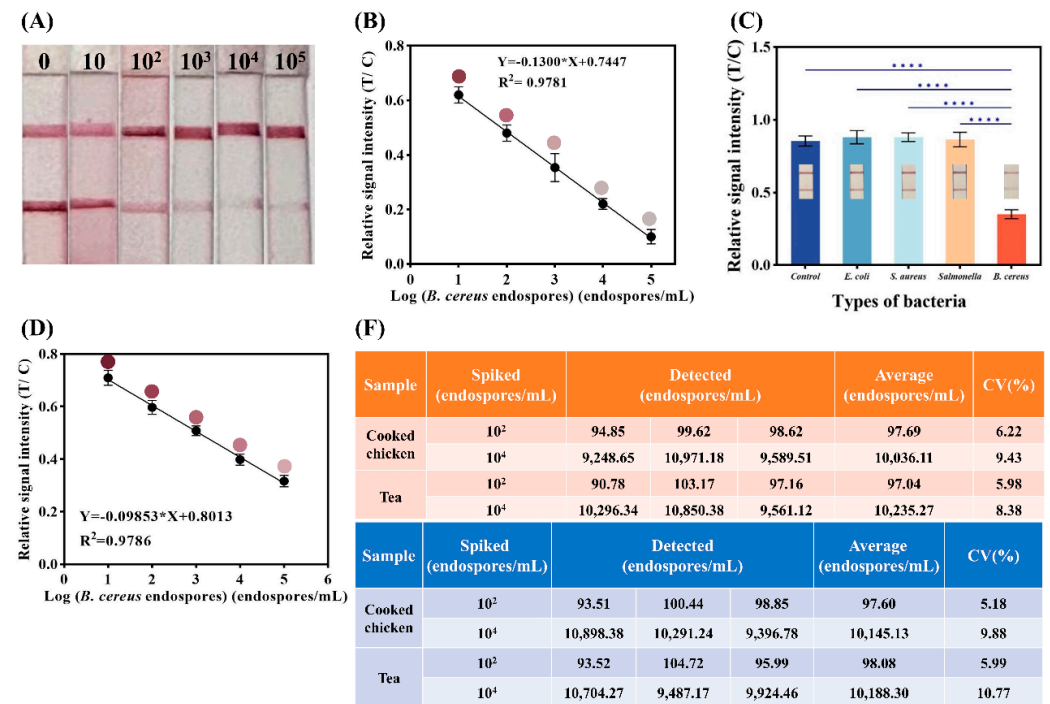 (A)
0 10 10² 10³ 10⁴ 10⁵
(B)
Relative signal intensity (T/ C)
0.8
0.6
0.4
0.2
0.0
Y=-0.1300*X+0.7447
R²= 0.9781
0 1 2 3 4 5
Log (B. cereus endospores) (endospores/mL)
(C)
Relative signal intensity (T/C)
1.5
1.0
0.5
0.0
****
****
****
****
Control E. coli S. aureus Salmonella B. cereus
Types of bacteria
(D)
Relative signal intensity (T/ C)
0.8
0.6
0.4
0.2
0.0
Y=-0.09853*X+0.8013
R²=0.9786
0 1 2 3 4 5 6
Log (B. cereus endospores) (endospores/mL)
(F)
Sample Spiked (endospores/mL) Detected (endospores/mL) Average (endospores/mL) CV(%)
Cooked chicken 10² 94.85 99.62 98.62 97.69 6.22
10⁴ 9,248.65 10,971.18 9,589.51 10,036.11 9.43
Tea 10² 90.78 103.17 97.16 97.04 5.98
10⁴ 10,296.34 10,850.38 9,561.12 10,235.27 8.38
Sample Spiked (endospores/mL) Detected (endospores/mL) Average (endospores/mL) CV(%)
Cooked chicken 10² 93.51 100.44 98.85 97.60 5.18
10⁴ 10,898.38 10,291.24 9,396.78 10,145.13 9.88
Tea 10² 93.52 104.72 95.99 98.08 5.99
10⁴ 10,704.27 9,487.17 9,924.46 10,188.30 10.77